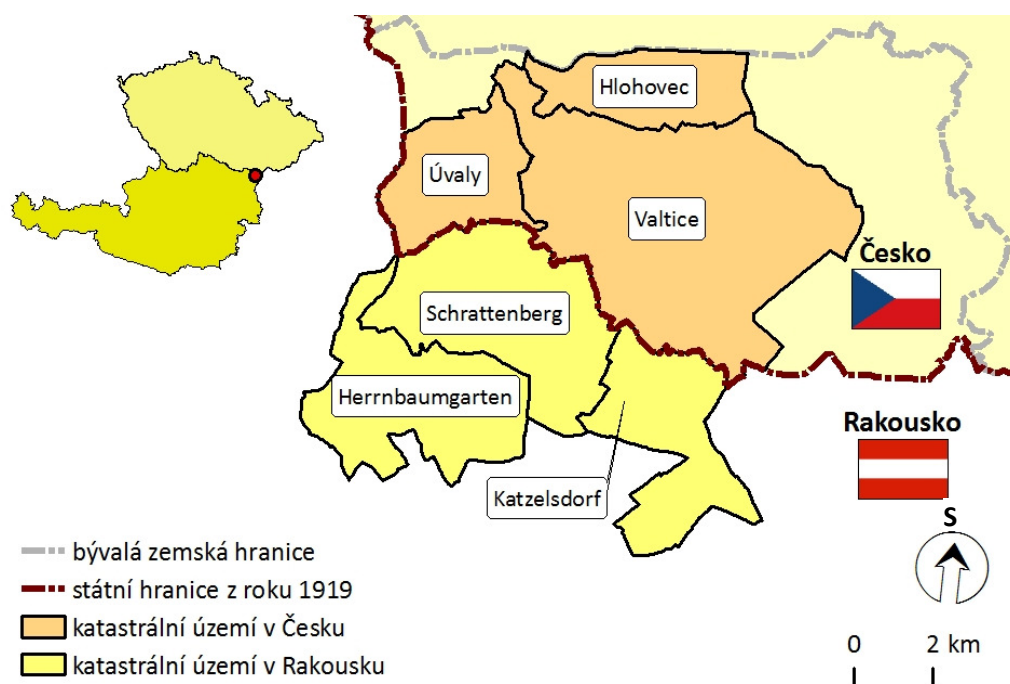 Hlohovec
Úvaly
Valtice
Česko
Schrattenberg
Herrnbaumgarten
Rakousko
Katzelsdorf
S
bývalá zemská hranice
státní hranice z roku 1919
katastrální území v Česku
katastrální území v Rakousku
0 2 km